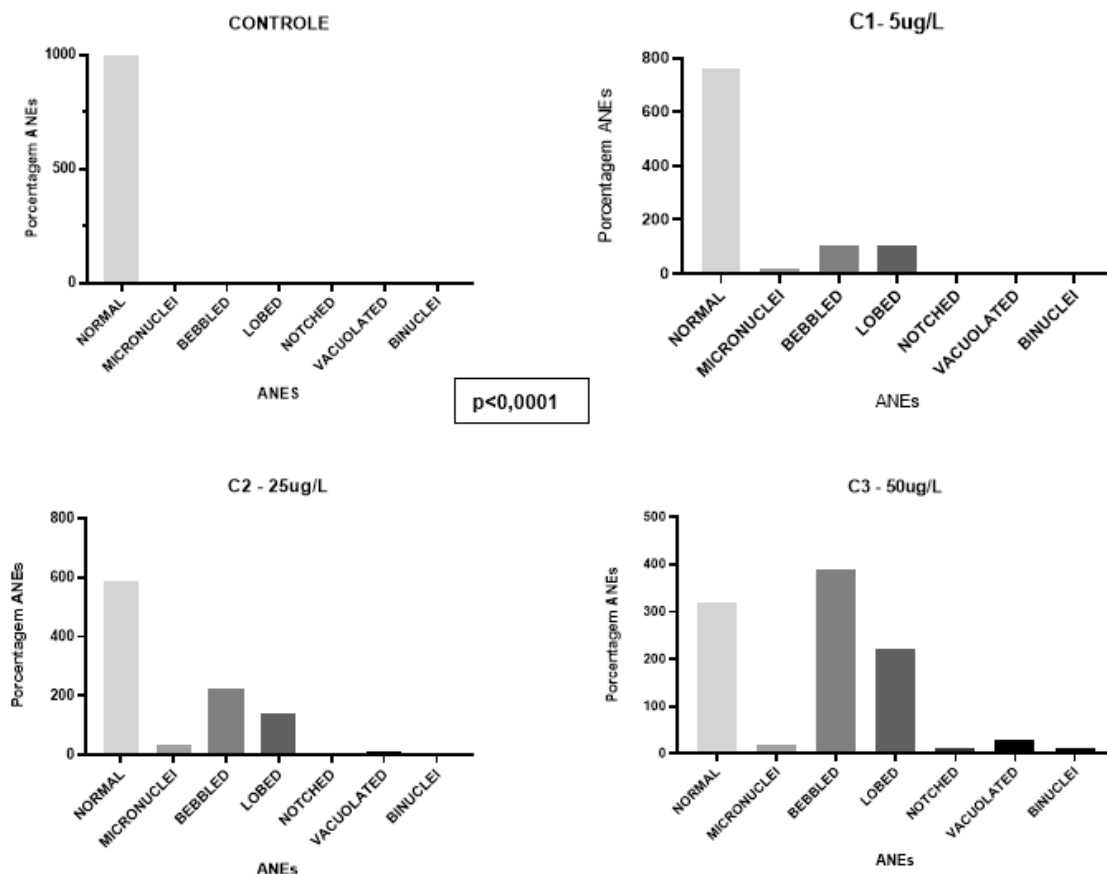 CONTROLE
1000
500
0
Porcentagem ANEs
NORMAL
MICRONUCLEI
BEBBLED
LOBED
NOTCHED
VACUOLATED
BINUCLEI
ANES
C1- 5ug/L
800
600
400
200
0
Porcentagem ANEs
NORMAL
MICRONUCLEI
BEBBLED
LOBED
NOTCHED
VACUOLATED
BINUCLEI
ANEs
p<0,0001
C2 - 25ug/L
800
600
400
200
0
Porcentagem ANEs
NORMAL
MICRONUCLEI
BEBBLED
LOBED
NOTCHED
VACUOLATED
BINUCLEI
ANEs
C3 - 50ug/L
500
400
300
200
100
0
Porcentagem ANEs
NORMAL
MICRONUCLEI
BEBBLED
LOBED
NOTCHED
VACUOLATED
BINUCLEI
ANEs